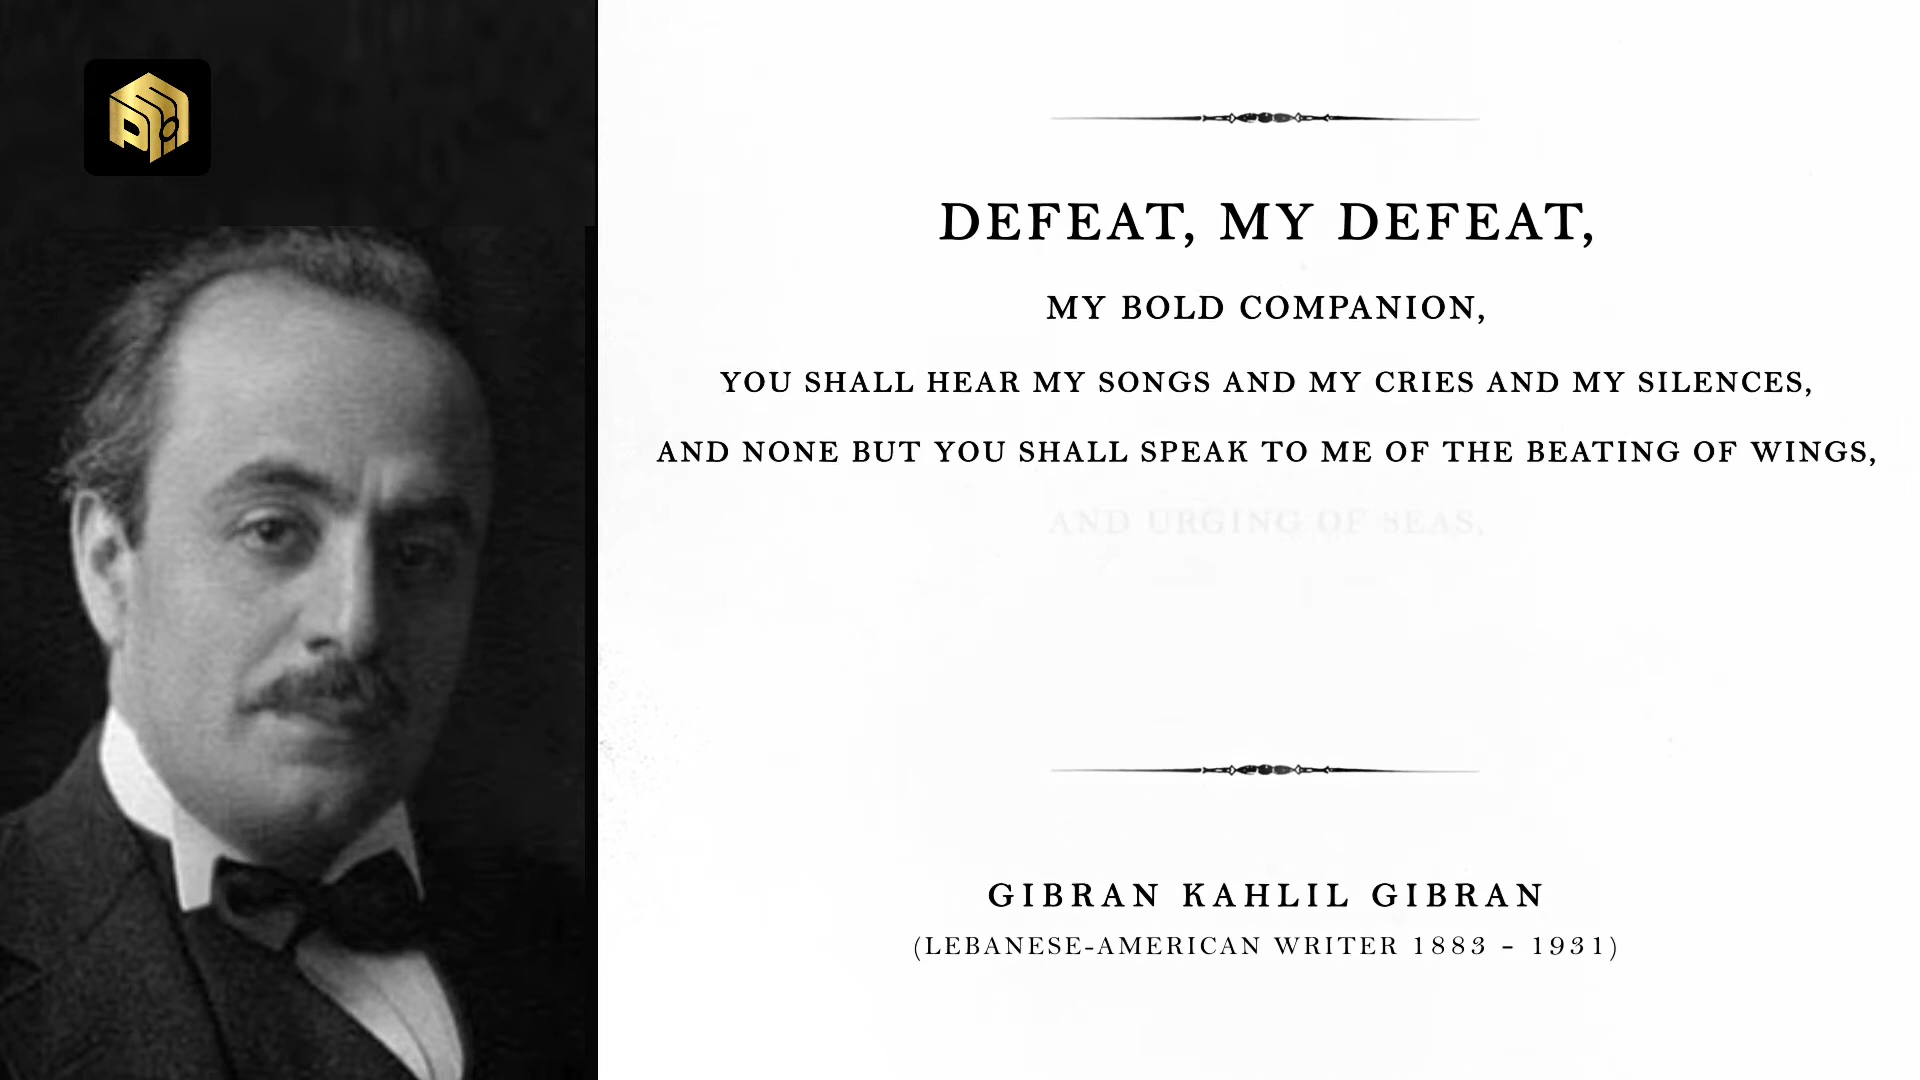 DEFEAT, MY DEFEAT,
MY BOLD COMPANION,
YOU SHALL HEAR MY SONGS AND MY CRIES AND MY SILENCES,
AND NONE BUT YOU SHALL SPEAK TO ME OF THE BEATING OF WINGS,
AND URGING OF SEAS,
GIBRAN KAHLIL GIBRAN
(LEBANESE-AMERICAN WRITER 1883 – 1931)